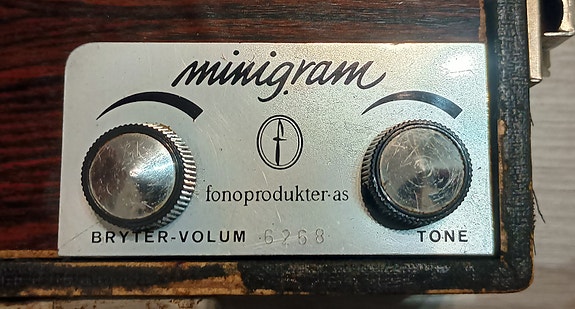 minigram
f
fonoprodukter-as
BRYTER-VOLUM 6268 TONE